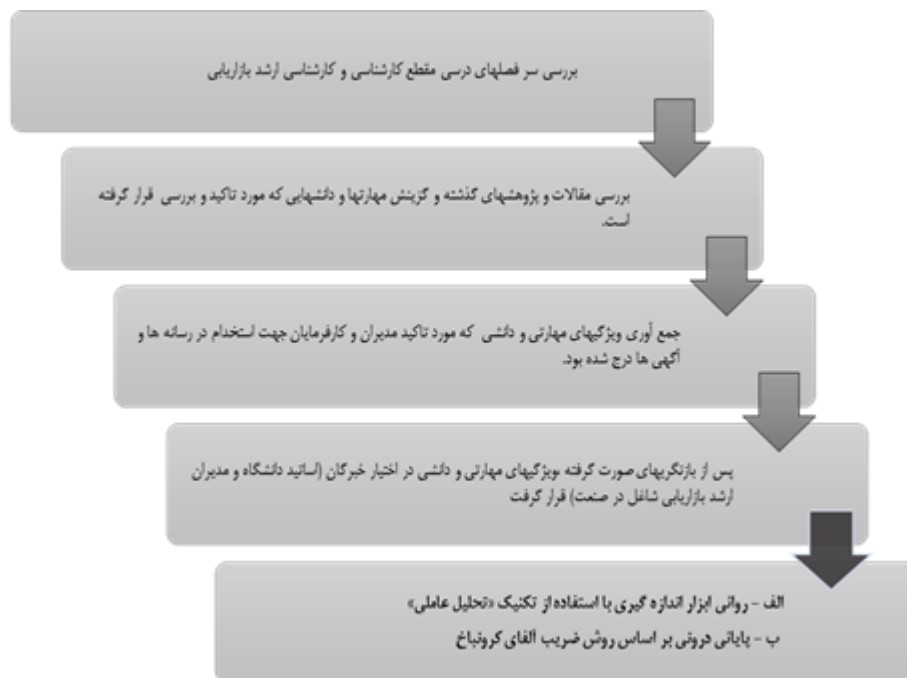 بررسی سر فصلهای درسی مقطع کارشناسی و کارشناسی ارشد بازاریابی
بررسی مقالات و پژوهشهای گذشته و گزینش مهارتها و دانشهایی که مورد تاکید و بررسی قرار گرفته
است.
جمع آوری ویژگیهای مهارتی و دانشی که مورد تاکید مدیران و کارفرمایان جهت استخدام در رسانه ها و
آگهی ها درج شده بود.
پس از بازنگریهای صورت گرفته ،ویژگیهای مهارتی و دانشی در اختیار خبرگان (اساتید دانشگاه و مدیران
ارشد بازاریابی شاغل در صنعت) قرار گرفت
الف - روائی ابزار اندازه گیری با استفاده از تکنیک «تحلیل عاملی»
ب - پایائی درونی بر اساس روش ضریب آلفای کرونباخ